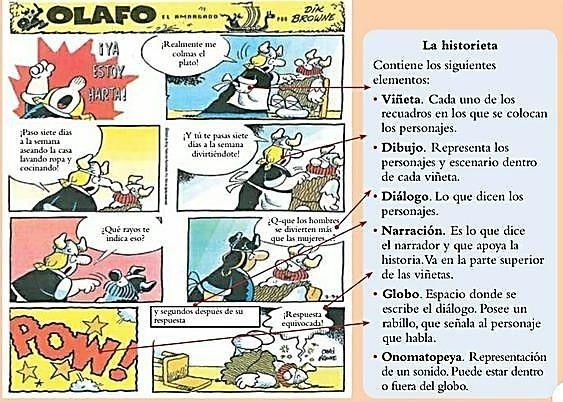 OLAFO
EL AMARGADO
POR
DIK
BROWNE
¡YA
ESTOY
HARTA!
¡Realmente me
colmas el
plato!
¡Paso siete días
a la semana
aseando la casa
lavando ropa y
cocinando!
¡Y tú te pasas siete
días a la semana
divirtiéndote!
¿Qué rayos te
indica eso?
¿Q-que los hombres
se divierten más
que las mujeres...?
y segundos después de su
respuesta
POW!
¡Respuesta
equivocada!
DIK
BROWNE
La historieta
Contiene los siguientes
elementos:
• Viñeta. Cada uno de los
recuadros en los que se colocan
los personajes.
• Dibujo. Representa los
personajes y escenario dentro
de cada viñeta.
• Diálogo. Lo que dicen los
personajes.
• Narración. Es lo que dice
el narrador y que apoya la
historia. Va en la parte superior
de las viñetas.
• Globo. Espacio donde se
escribe el diálogo. Posee un
rabillo, que señala al personaje
que habla.
• Onomatopeya. Representación
de un sonido. Puede estar dentro
o fuera del globo.